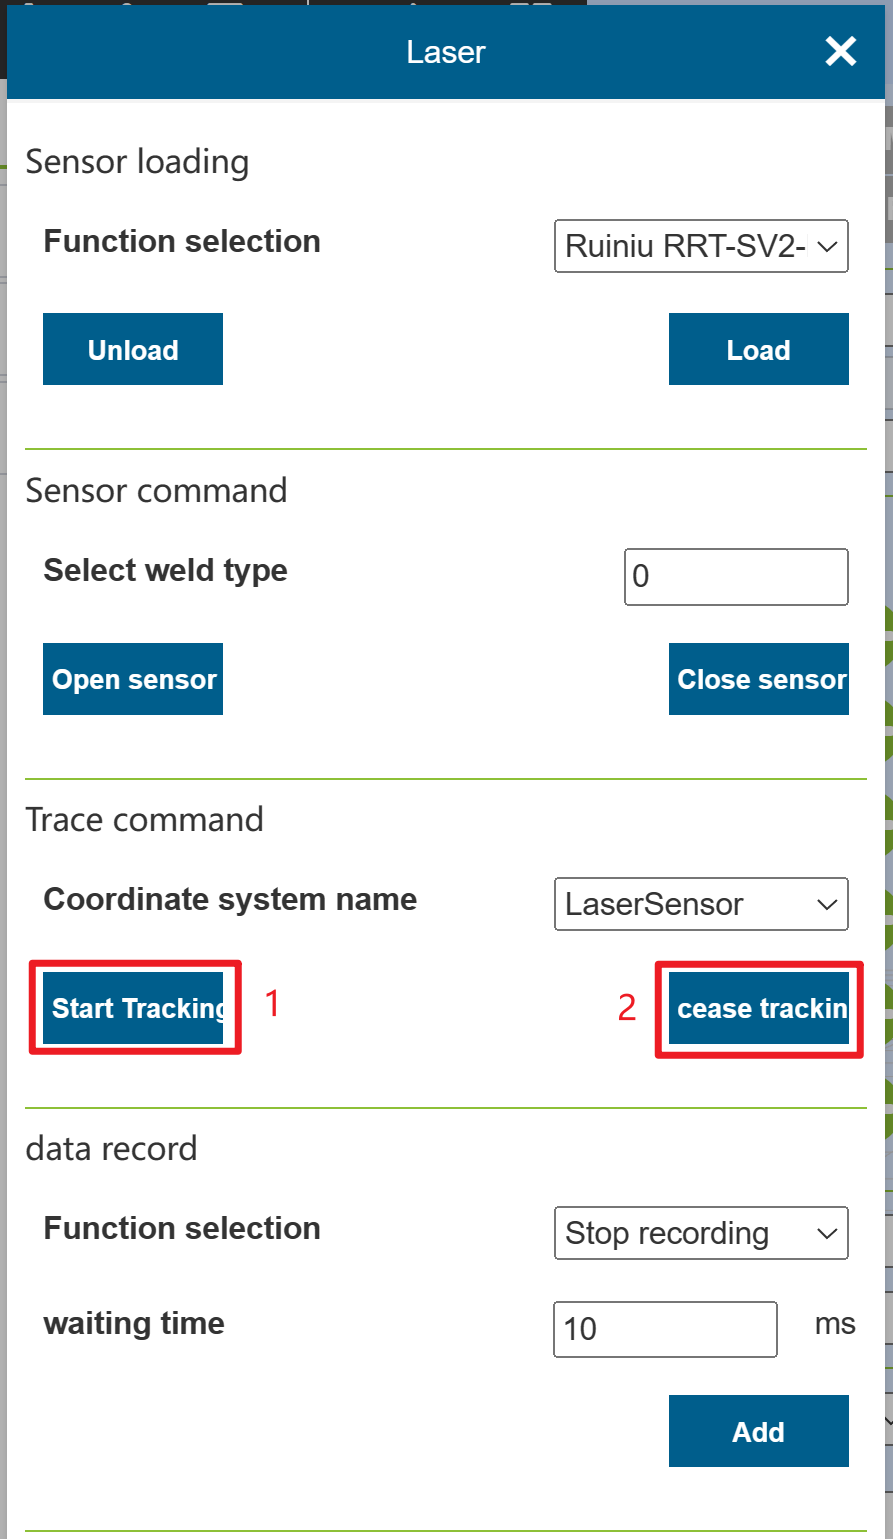 Laser
Sensor loading
Function selection
Ruiniu RRT-SV2-
Unload
Load
Sensor command
Select weld type
0
Open sensor
Close sensor
Trace command
Coordinate system name
LaserSensor
Start Tracking
1
2
cease trackin
data record
Function selection
Stop recording
waiting time
10
ms
Add